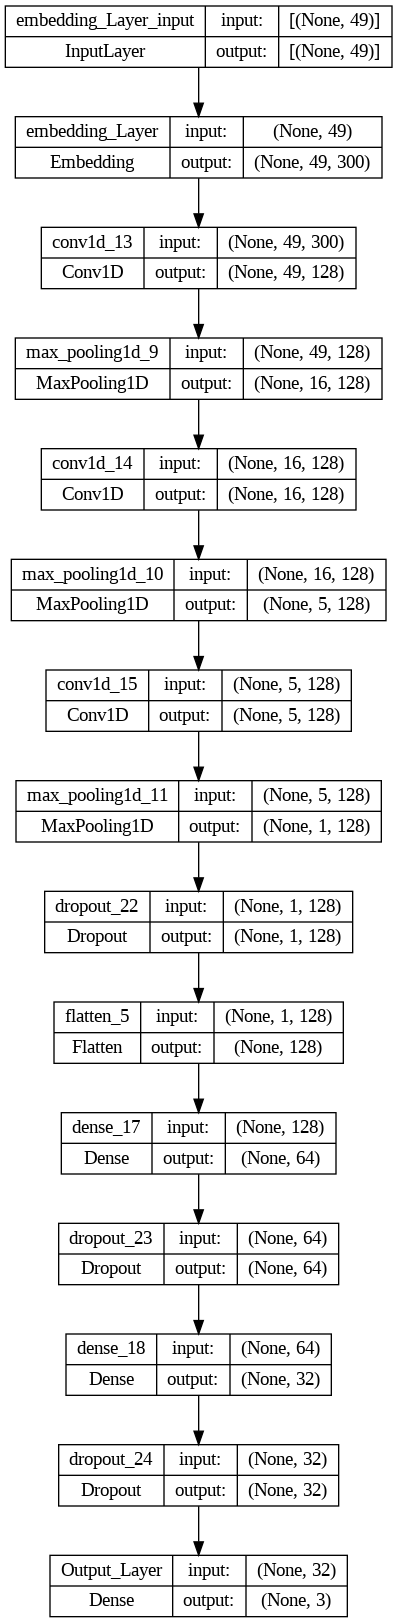 embedding_Layer_input input: [(None, 49)]
InputLayer output: [(None, 49)]
embedding_Layer input: (None, 49)
Embedding output: (None, 49, 300)
conv1d_13 input: (None, 49, 300)
Conv1D output: (None, 49, 128)
max_pooling1d_9 input: (None, 49, 128)
MaxPooling1D output: (None, 16, 128)
conv1d_14 input: (None, 16, 128)
Conv1D output: (None, 16, 128)
max_pooling1d_10 input: (None, 16, 128)
MaxPooling1D output: (None, 5, 128)
conv1d_15 input: (None, 5, 128)
Conv1D output: (None, 5, 128)
max_pooling1d_11 input: (None, 5, 128)
MaxPooling1D output: (None, 1, 128)
dropout_22 input: (None, 1, 128)
Dropout output: (None, 1, 128)
flatten_5 input: (None, 1, 128)
Flatten output: (None, 128)
dense_17 input: (None, 128)
Dense output: (None, 64)
dropout_23 input: (None, 64)
Dropout output: (None, 64)
dense_18 input: (None, 64)
Dense output: (None, 32)
dropout_24 input: (None, 32)
Dropout output: (None, 32)
Output_Layer input: (None, 32)
Dense output: (None, 3)